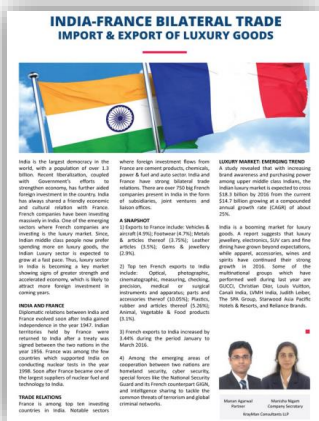 INDIA-FRANCE BILATERAL TRADE
IMPORT & EXPORT OF LUXURY GOODS
India is the largest democracy in the
world, with a population of over 1.2
billion. Recent liberalization, coupled
with Government's efforts to
strengthen economy, has further aided
foreign investment in the country. India
has always shared a friendly economic
and cultural relation with France.
French companies have been investing
massively in India. One of the emerging
sectors where French companies are
investing is the luxury market. Since,
Indian middle class people now prefer
spending more on luxury goods, the
Indian Luxury sector is expected to
grow at a fast pace. Thus, luxury sector
in India is becoming a key market
showing signs of greater strength and
accelerated economy, which is likely to
attract more foreign investment in
coming years.
INDIA AND FRANCE
Diplomatic relations between India and
France evolved soon after India gained
independence in the year 1947. Indian
territories held by France were
returned to India after a treaty was
signed between the two nations in the
year 1956. France was among the few
countries which supported India on
conducting nuclear tests in the year
1998. Soon after France became one of
the largest suppliers of nuclear fuel and
technology to India.
TRADE RELATIONS
France is among top ten investing
countries in India. Notable sectors
where foreign investment flows from
France are cement products, chemicals,
power & fuel and auto sector. India and
France have strong bilateral trade
relations. There are over 750 big French
companies present in India in the form
of subsidiaries, joint ventures and
liaison offices.
A SNAPSHOT
1) Exports to France include: Vehicles &
aircraft (4.9%); Footwear (4.7%); Metals
& articles thereof (3.75%); Leather
articles (3.5%); Gems & jewellery
(2.9%).
2) Top ten French exports to India
include: Optical, photographic,
cinematographic, measuring, checking,
precision, medical or surgical
instruments and apparatus; parts and
accessories thereof (10.05%); Plastics,
rubber and articles thereof (5.26%);
Animal, Vegetable & Food products
(3.1%).
3) French exports to India increased by
3.44% during the period January to
March 2016.
4) Among the emerging areas of
cooperation between two nations are
homeland security, cyber security,
special forces like the National Security
Guard and its French counterpart GIGN,
and intelligence sharing to tackle the
common threats of terrorism and global
criminal networks.
LUXURY MARKET: EMERGING TREND
A study revealed that with increasing
brand awareness and purchasing power
among upper middle class Indians, the
Indian luxury market is expected to cross
$18.3 billion by 2016 from the current
$14.7 billion growing at a compounded
annual growth rate (CAGR) of about
25%.
India is a booming market for luxury
goods. A report suggests that luxury
jewellery, electronics, SUV cars and fine
dining have grown beyond expectations,
while apparel, accessories, wines and
spirits have continued their strong
growth in 2016. Some of the
multinational groups which have
performed well during last year are
GUCCI, Christian Dior, Louis Vuitton,
Canali India, LVMH India, Judith Leiber,
The SPA Group, Starwood Asia Pacific
Hotels & Resorts, and Reliance Brands.
Manan Agarwal
Partner
Manisha Nigam
Company Secretary
KrayMan Consultants LLP